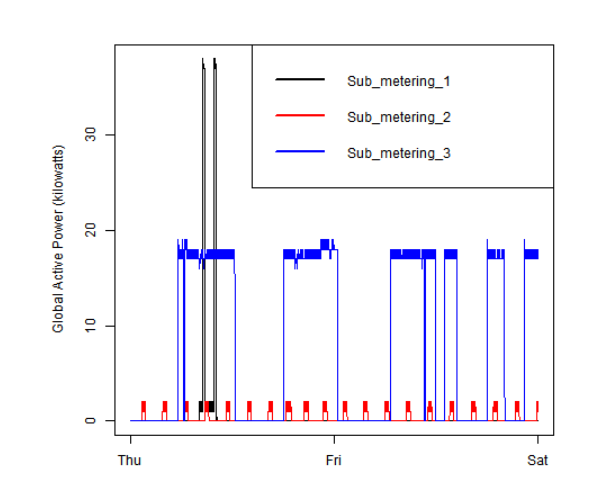 Sub_metering_1
Sub_metering_2
Sub_metering_3
Global Active Power (kilowatts)
30
20
10
0
Thu Fri Sat